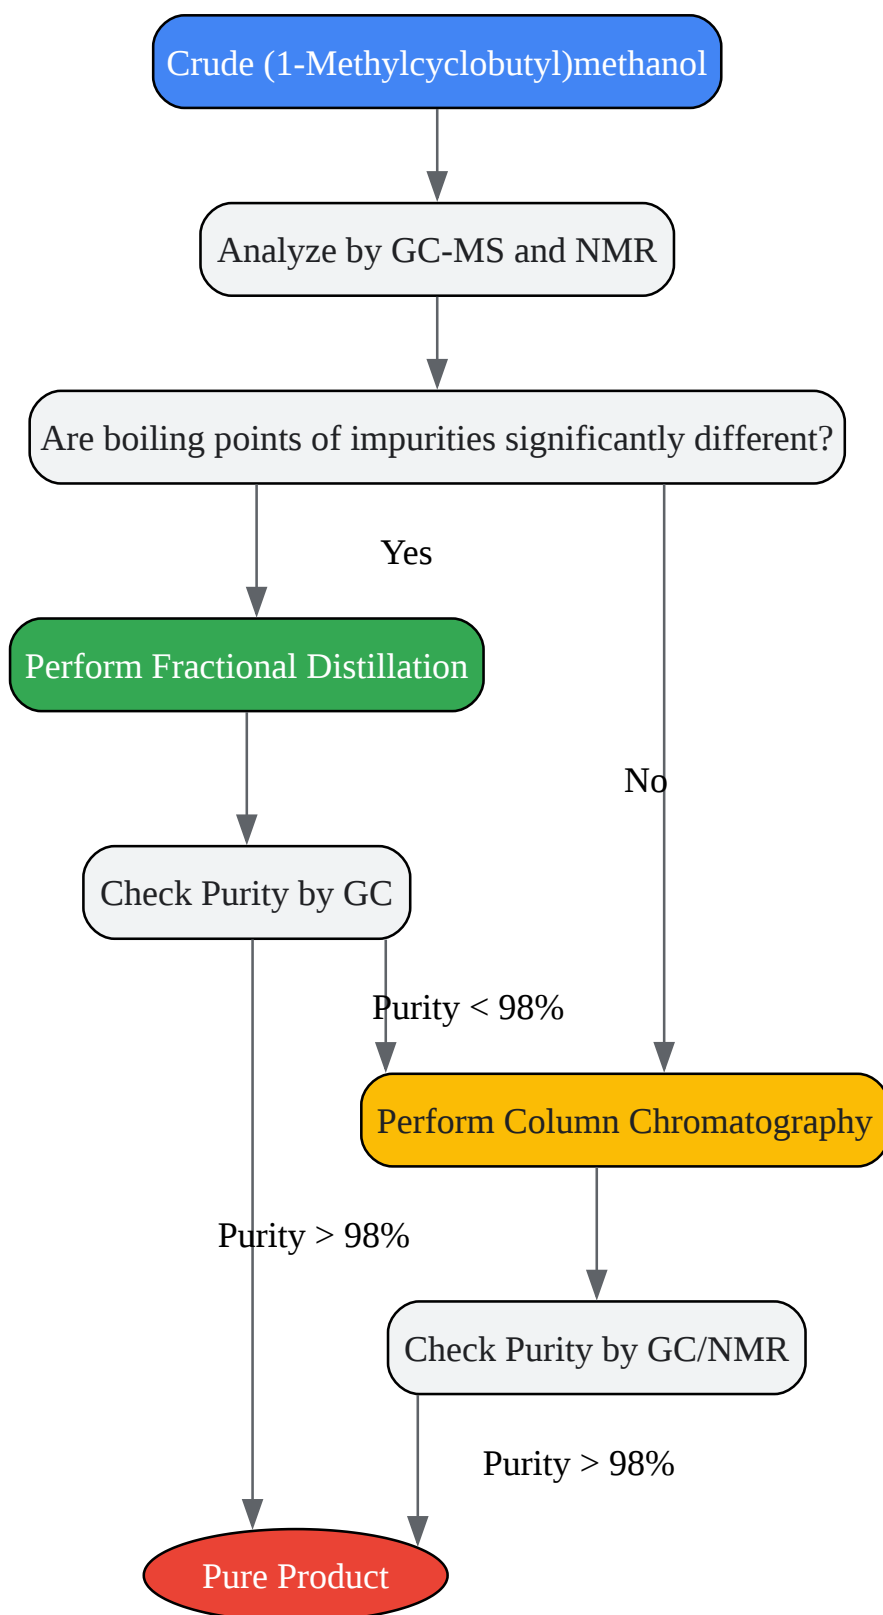 Crude (1-Methylcyclobutyl)methanol
Analyze by GC-MS and NMR
Are boiling points of impurities significantly different?
Yes
Perform Fractional Distillation
No
Check Purity by GC
Purity < 98%
Perform Column Chromatography
Purity > 98%
Check Purity by GC/NMR
Purity > 98%
Pure Product